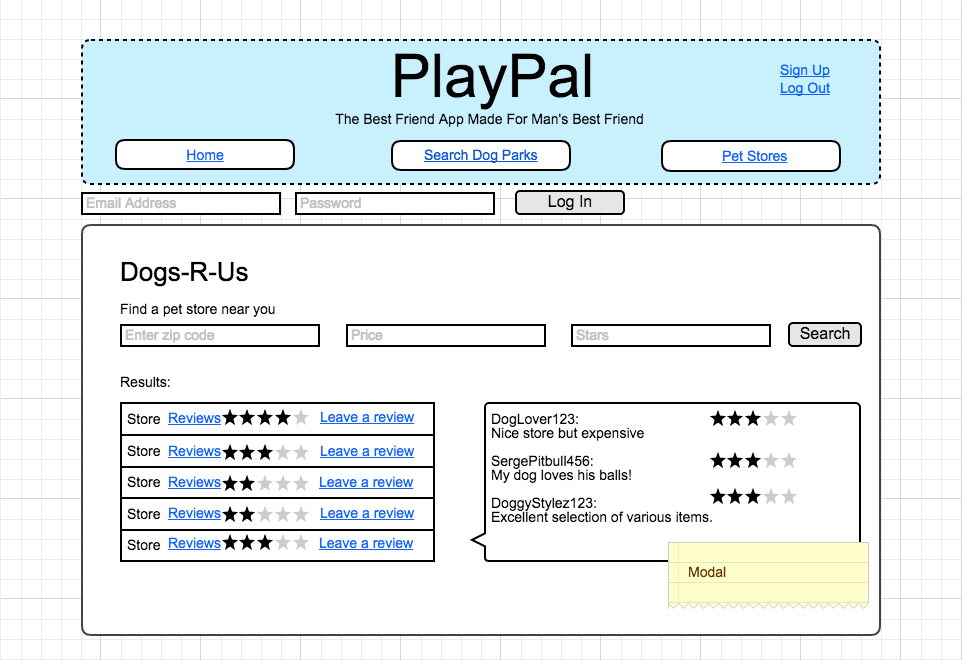 PlayPal
Sign Up
Log Out
The Best Friend App Made For Man's Best Friend
Home
Search Dog Parks
Pet Stores
Email Address
Password
Log In
Dogs-R-Us
Find a pet store near you
Enter zip code
Price
Stars
Search
Results:
Store Reviews Leave a review
Store Reviews Leave a review
Store Reviews Leave a review
Store Reviews Leave a review
Store Reviews Leave a review
DogLover123:
Nice store but expensive
SergePitbull456:
My dog loves his balls!
DoggyStylez123:
Excellent selection of various items.
Modal